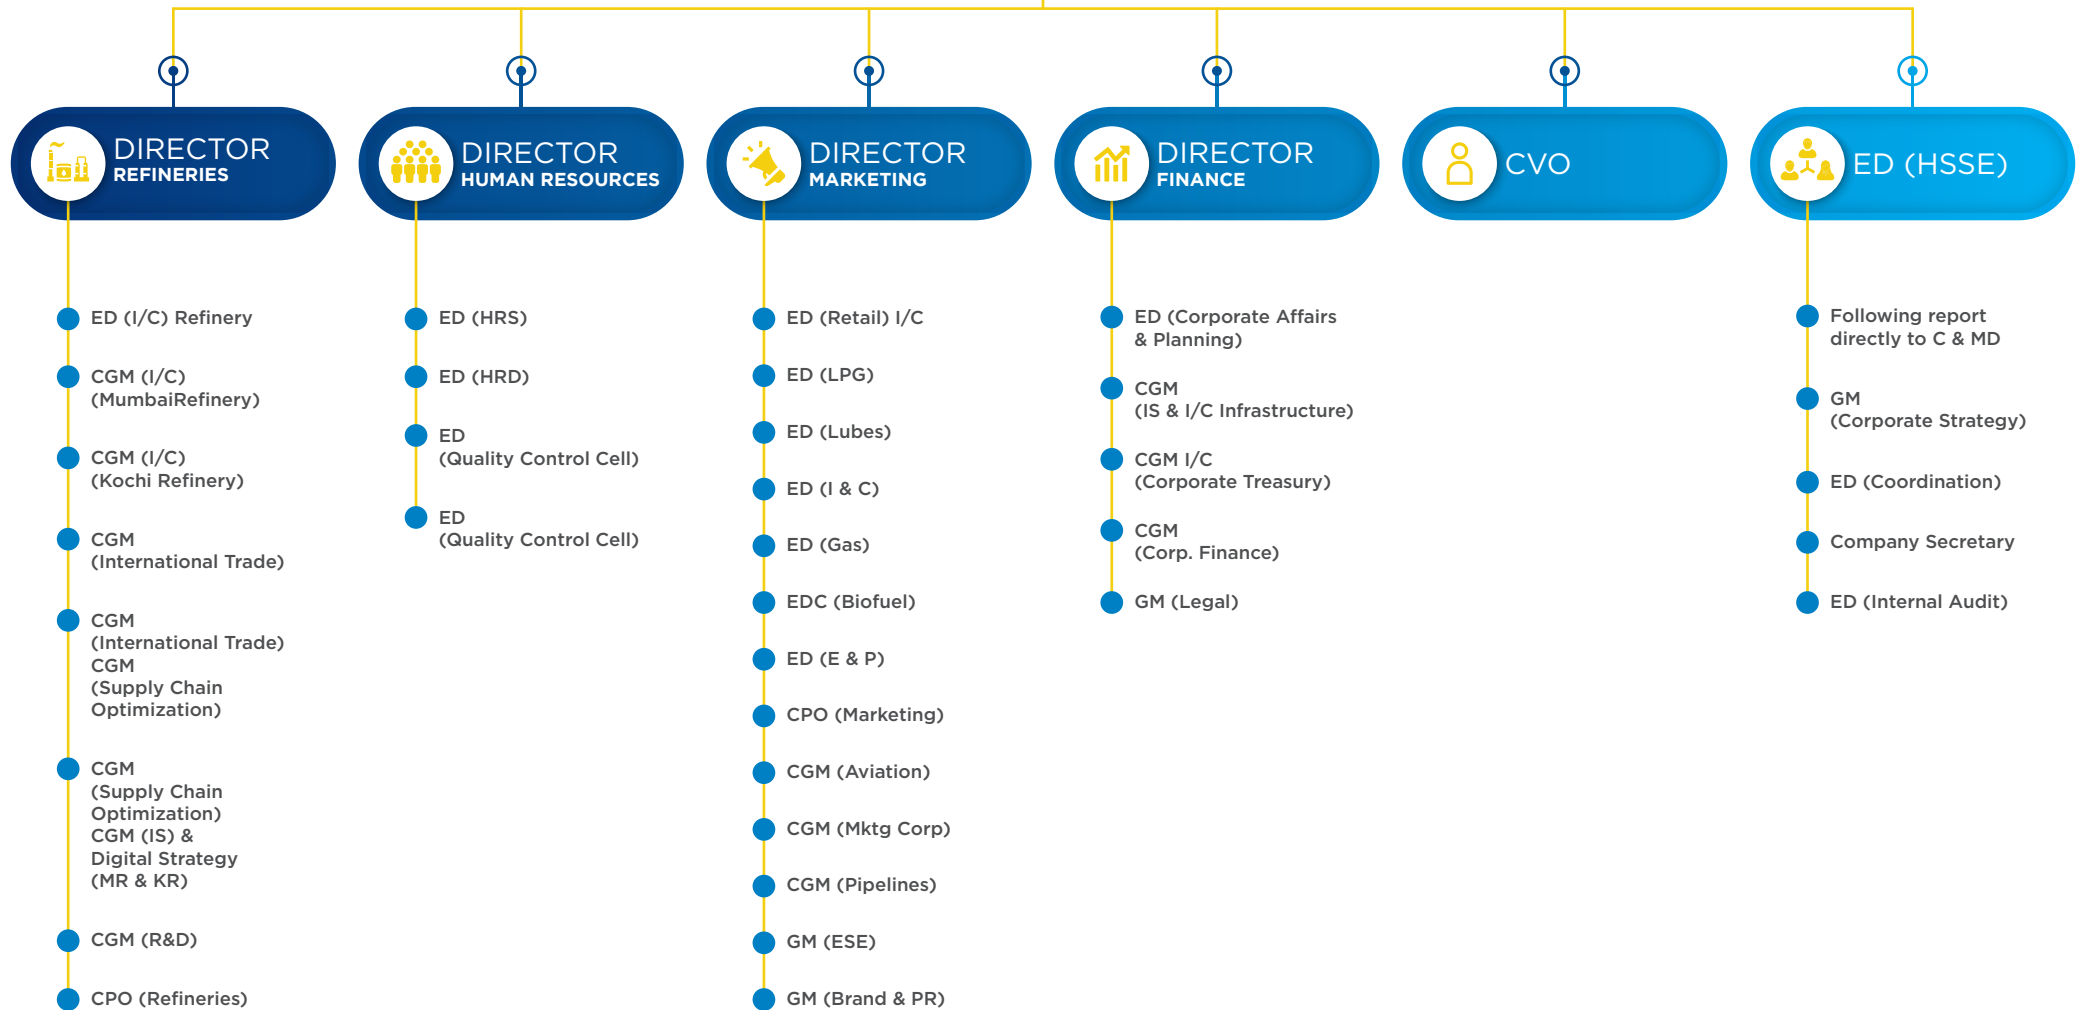 DIRECTOR
REFINERIES
ED (I/C) Refinery
CGM (I/C)
(MumbaiRefinery)
CGM (I/C)
(Kochi Refinery)
CGM
(International Trade)
CGM
(International Trade)
CGM
(Supply Chain
Optimization)
CGM
(Supply Chain
Optimization)
CGM (IS) &
Digital Strategy
(MR & KR)
CGM (R&D)
CPO (Refineries)
DIRECTOR
HUMAN RESOURCES
ED (HRS)
ED (HRD)
ED
(Quality Control Cell)
ED
(Quality Control Cell)
DIRECTOR
MARKETING
ED (Retail) I/C
ED (LPG)
ED (Lubes)
ED (I & C)
ED (Gas)
EDC (Biofuel)
ED (E & P)
CPO (Marketing)
CGM (Aviation)
CGM (Mktg Corp)
CGM (Pipelines)
GM (ESE)
GM (Brand & PR)
DIRECTOR
FINANCE
ED (Corporate Affairs
& Planning)
CGM
(IS & I/C Infrastructure)
CGM I/C
(Corporate Treasury)
CGM
(Corp. Finance)
GM (Legal)
CVO
ED (HSSE)
Following report
directly to C & MD
GM
(Corporate Strategy)
ED (Coordination)
Company Secretary
ED (Internal Audit)